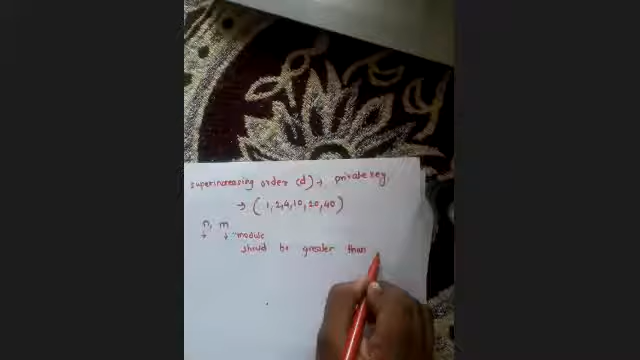 superincreasing order (d) → private key,
→ (1,2,4,10,20,40)
n, m
↓ ↓ module
should be greater than